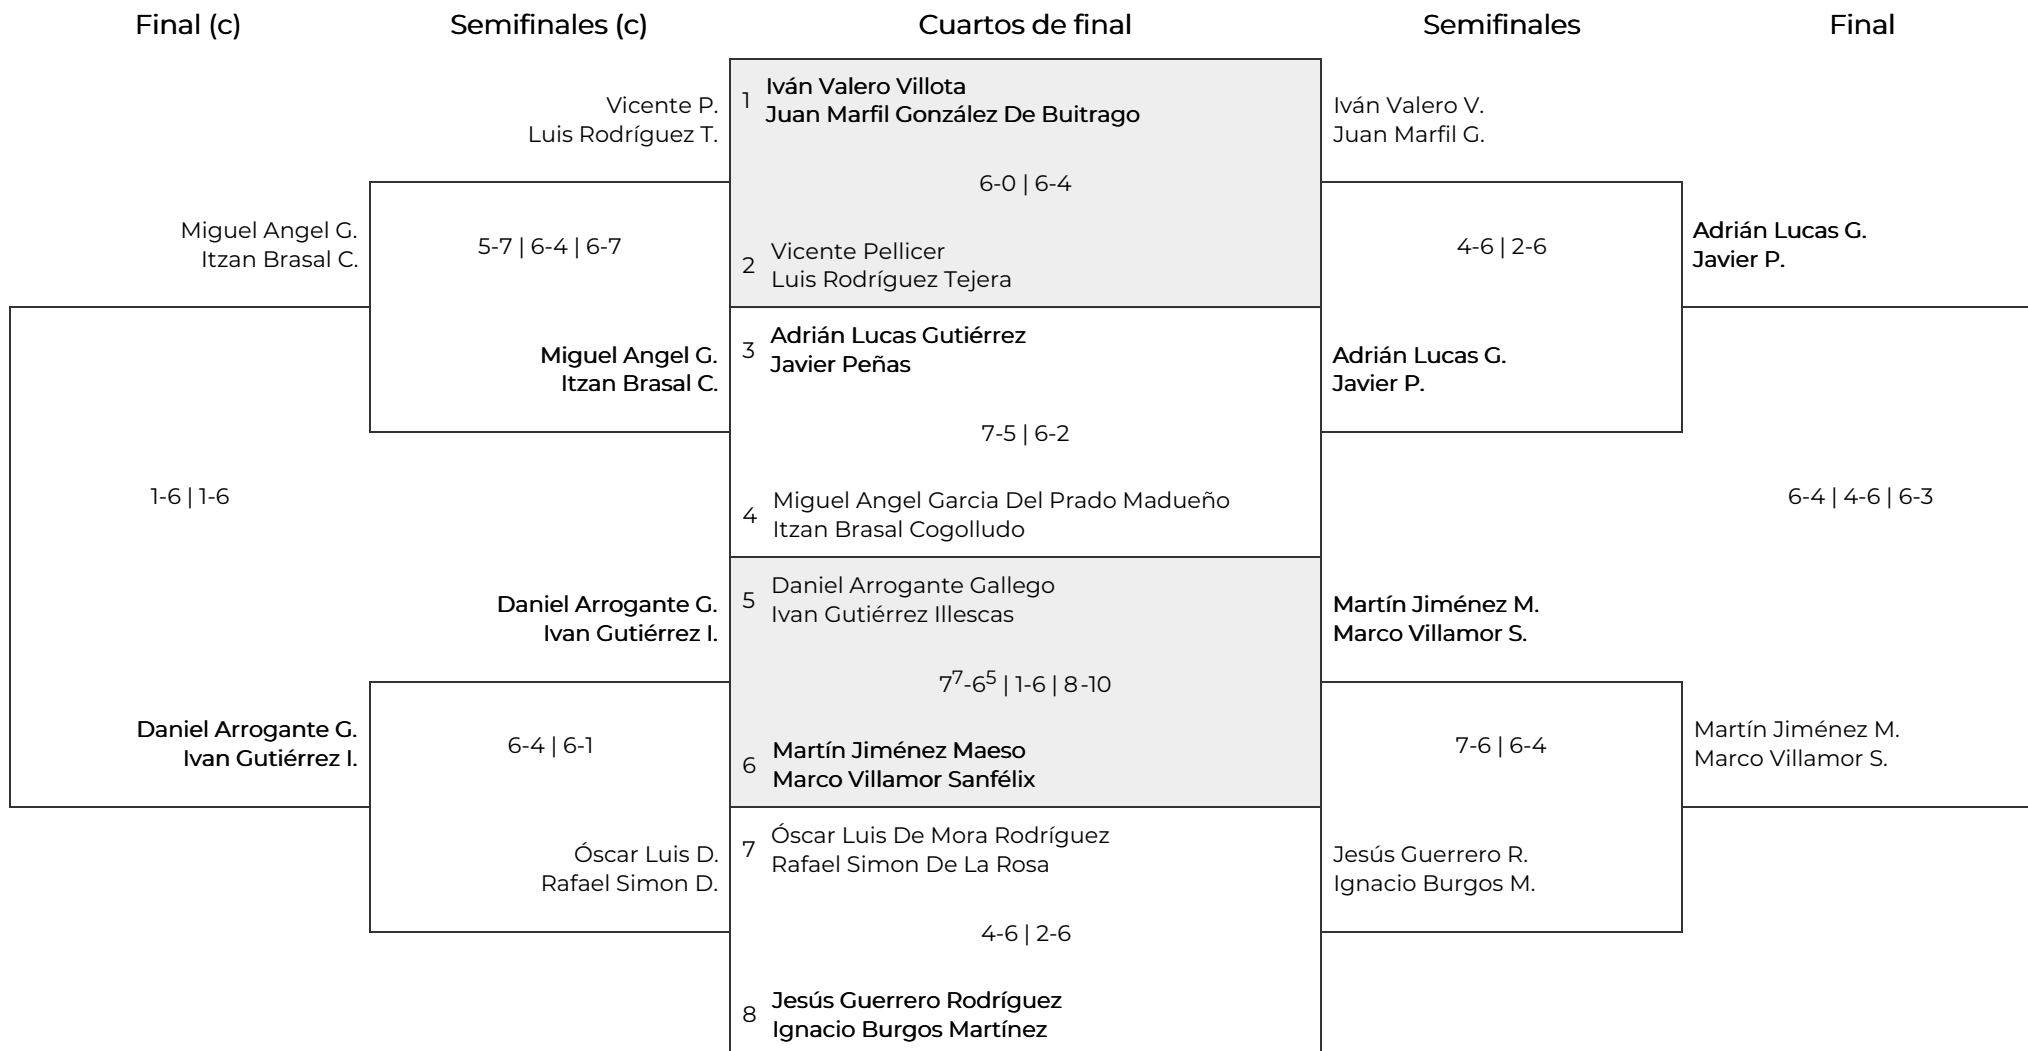 Final (c)
Semifinales (c)
Cuartos de final
Semifinales
Final
Miguel Angel G.
Itzan Brasal C.
1-6 | 1-6
Daniel Arrogante G.
Ivan Gutiérrez I.
Vicente P.
Luis Rodríguez T.
5-7 | 6-4 | 6-7
Miguel Angel G.
Itzan Brasal C.
Daniel Arrogante G.
Ivan Gutiérrez I.
6-4 | 6-1
Óscar Luis D.
Rafael Simon D.
1 Iván Valero Villota
Juan Marfil González De Buitrago
6-0 | 6-4
2 Vicente Pellicer
Luis Rodríguez Tejera
3 Adrián Lucas Gutiérrez
Javier Peñas
7-5 | 6-2
4 Miguel Angel Garcia Del Prado Madueño
Itzan Brasal Cogolludo
5 Daniel Arrogante Gallego
Ivan Gutiérrez Illescas
7⁷-6⁵ | 1-6 | 8-10
6 Martín Jiménez Maeso
Marco Villamor Sanfélix
7 Óscar Luis De Mora Rodríguez
Rafael Simon De La Rosa
4-6 | 2-6
8 Jesús Guerrero Rodríguez
Ignacio Burgos Martínez
Iván Valero V.
Juan Marfil G.
4-6 | 2-6
Adrián Lucas G.
Javier P.
Martín Jiménez M.
Marco Villamor S.
7-6 | 6-4
Jesús Guerrero R.
Ignacio Burgos M.
Adrián Lucas G.
Javier P.
6-4 | 4-6 | 6-3
Martín Jiménez M.
Marco Villamor S.